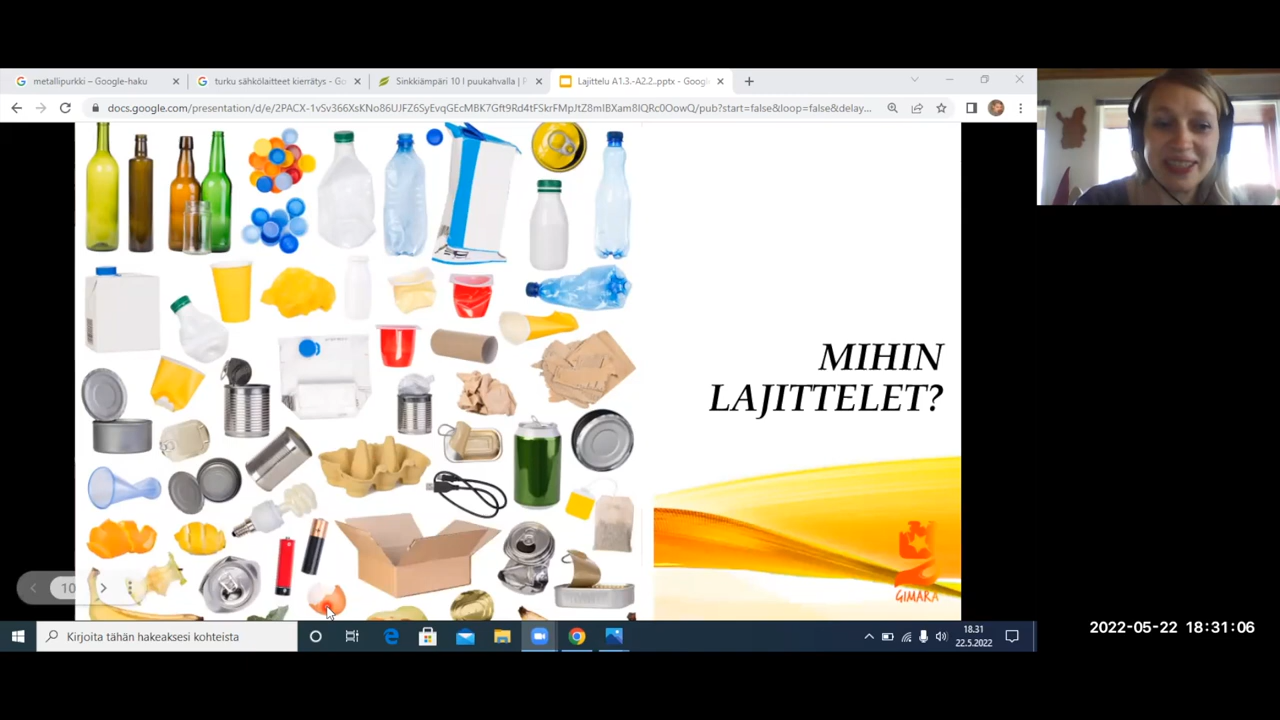 metallipurkki – Google-haku
turku sähkölaitteet kierrätys - Go
Sinkkiämpäri 10 l puukahvalla | P
Lajittelu A1.3.-A2.2..pptx - Google
docs.google.com/presentation/d/e/2PACX-1vSv366XsKNo86UJFZ6SyEvqGEcMBK7Gft9Rd4tFSkrFMpJtZ8mIBXam8IQRc0OowQ/pub?start=false&loop=false&delay...
MIHIN
LAJITTELET?
GIMARA
10
Kirjoita tähän hakeaksesi kohteista
18.31
22.5.2022
2022-05-22 18:31:06